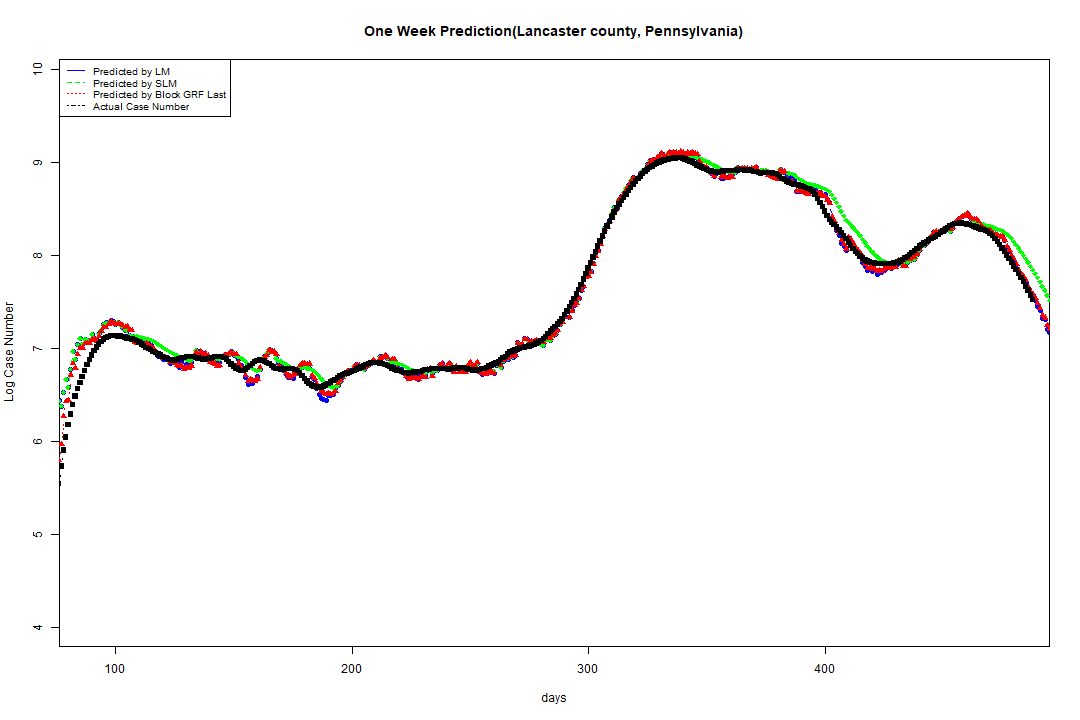 One Week Prediction(Lancaster county, Pennsylvania)
Predicted by LM
Predicted by SLM
Predicted by Block GRF Last
Actual Case Number
Log Case Number
10
9
8
7
6
5
4
100 200 300 400
days